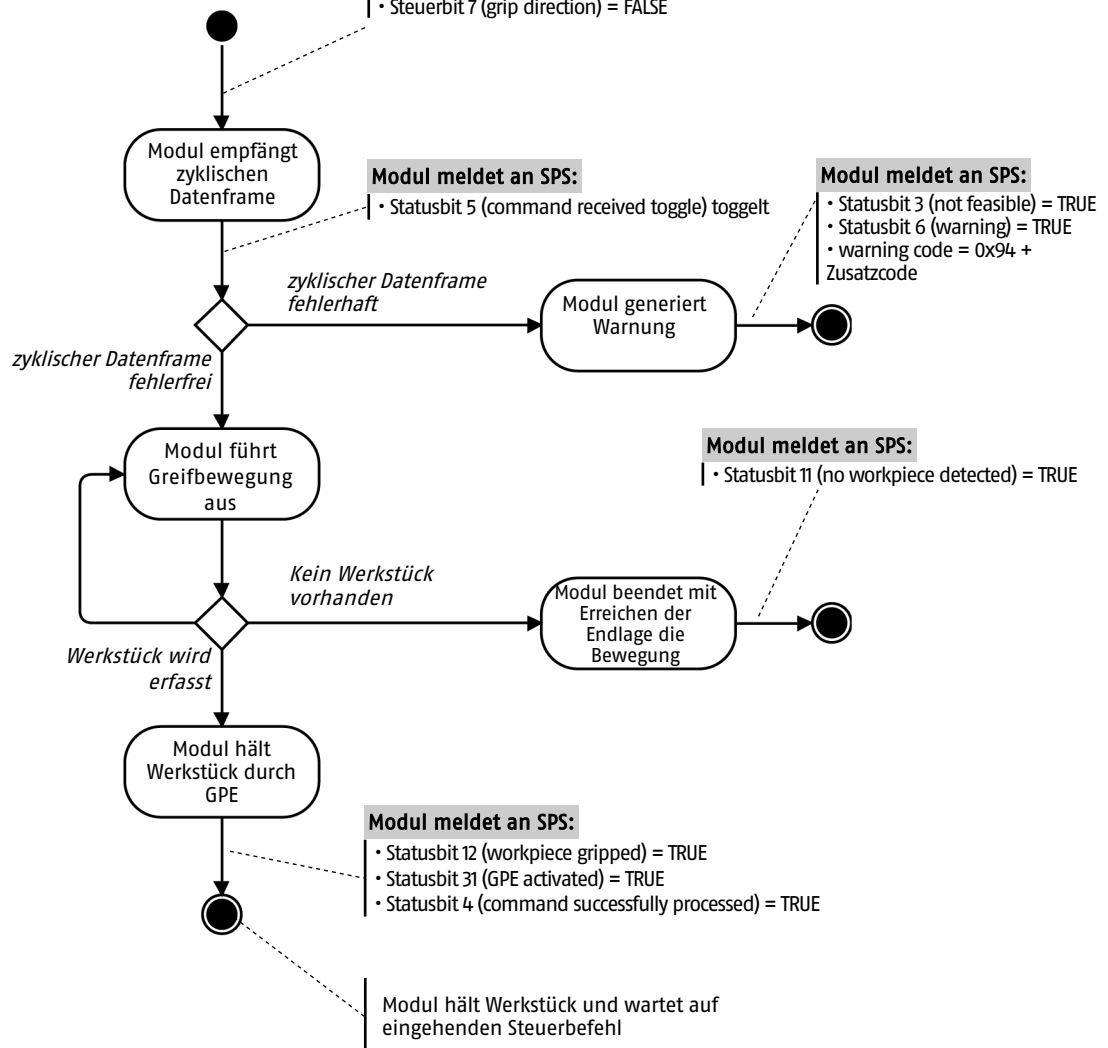 • Steuerbit 7 (grip direction) = FALSE
Modul empfängt
zyklischen
Datenframe
Modul meldet an SPS:
• Statusbit 5 (command received toggle) toggelt
Modul meldet an SPS:
• Statusbit 3 (not feasible) = TRUE
• Statusbit 6 (warning) = TRUE
• warning code = 0x94 +
Zusatzcode
zyklischer Datenframe
fehlerhaft
Modul generiert
Warnung
zyklischer Datenframe
fehlerfrei
Modul führt
Greifbewegung
aus
Modul meldet an SPS:
• Statusbit 11 (no workpiece detected) = TRUE
Kein Werkstück
vorhanden
Modul beendet mit
Erreichen der
Endlage die
Bewegung
Werkstück wird
erfasst
Modul hält
Werkstück durch
GPE
Modul meldet an SPS:
• Statusbit 12 (workpiece gripped) = TRUE
• Statusbit 31 (GPE activated) = TRUE
• Statusbit 4 (command successfully processed) = TRUE
Modul hält Werkstück und wartet auf
eingehenden Steuerbefehl